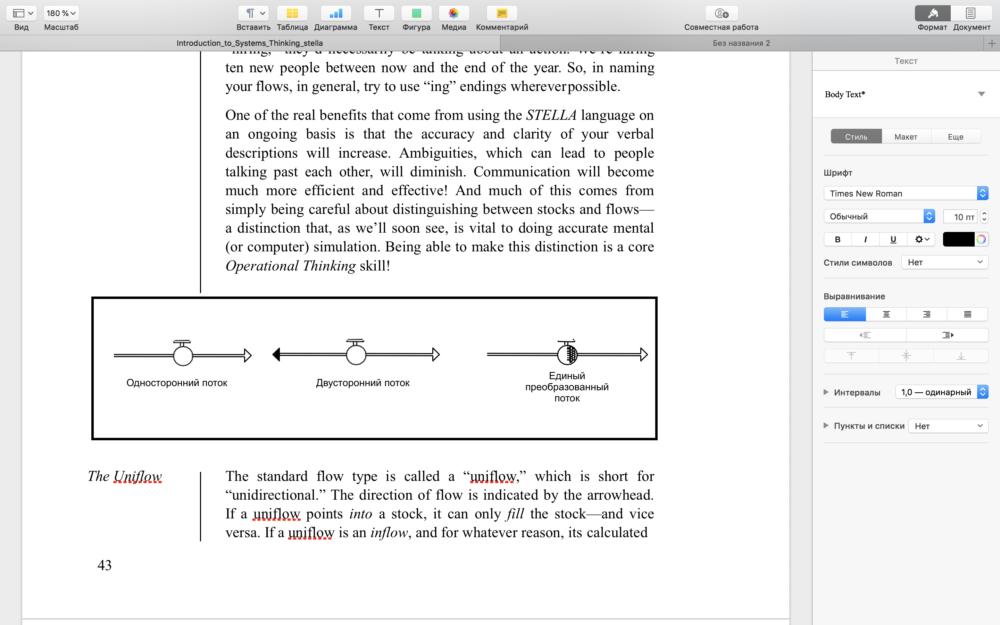 180 %
Вид
Масштаб
Вставить
Таблица
Диаграмма
Текст
Фигура
Медиа
Комментарий
Совместная работа
Формат
Документ
Introduction_to_Systems_Thinking_stella
Без названия 2
ten new people between now and the end of the year. So, in naming
your flows, in general, try to use “ing” endings whereverpossible.
One of the real benefits that come from using the STELLA language on
an ongoing basis is that the accuracy and clarity of your verbal
descriptions will increase. Ambiguities, which can lead to people
talking past each other, will diminish. Communication will become
much more efficient and effective! And much of this comes from
simply being careful about distinguishing between stocks and flows—
a distinction that, as we’ll soon see, is vital to doing accurate mental
(or computer) simulation. Being able to make this distinction is a core
Operational Thinking skill!
Односторонний поток
Двусторонний поток
Единый
преобразованный
поток
The Uniflow
The standard flow type is called a “uniflow,” which is short for
“unidirectional.” The direction of flow is indicated by the arrowhead.
If a uniflow points into a stock, it can only fill the stock—and vice
versa. If a uniflow is an inflow, and for whatever reason, its calculated
43
Текст
Body Text*
Стиль
Макет
Еще
Шрифт
Times New Roman
Обычный
10 пт
B I U
Стили символов
Нет
Выравнивание
Интервалы
1,0 — одинарный
Пункты и списки
Нет